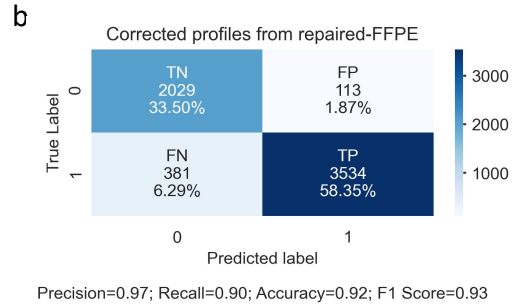 b
Corrected profiles from repaired-FFPE
TN
2029
33.50%
FP
113
1.87%
FN
381
6.29%
TP
3534
58.35%
True Label
0
1
0
1
Predicted label
3000
2000
1000
Precision=0.97; Recall=0.90; Accuracy=0.92; F1 Score=0.93